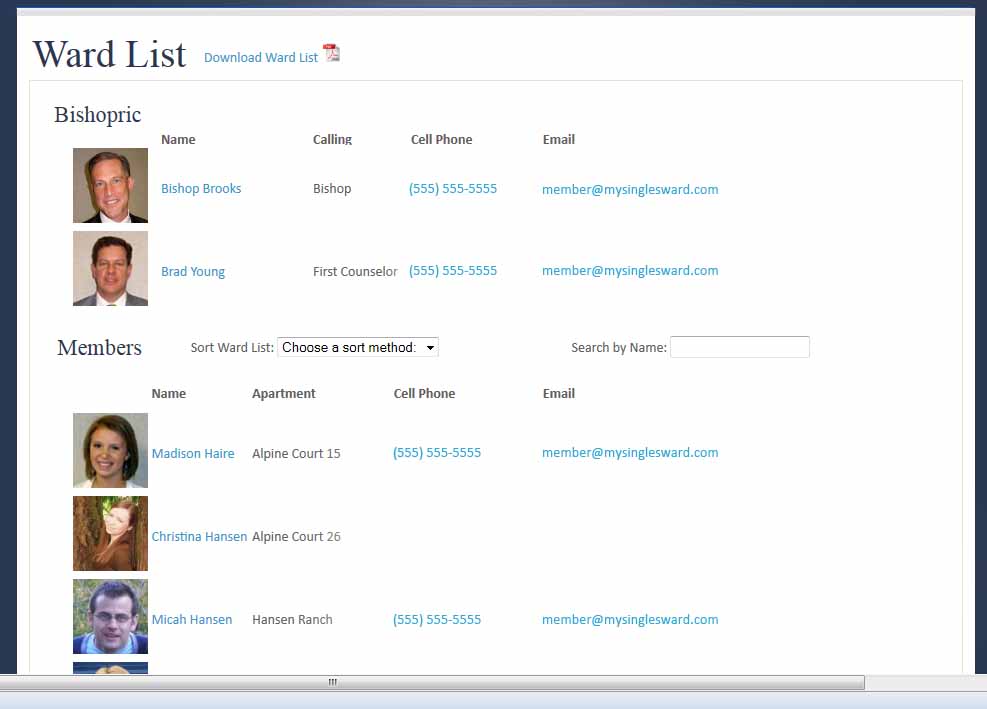 Ward List Download Ward List
Bishopric
Name Calling Cell Phone Email
Bishop Brooks Bishop (555) 555-5555 member@mysinglesward.com
Brad Young First Counselor (555) 555-5555 member@mysinglesward.com
Members Sort Ward List: Choose a sort method: Search by Name:
Name Apartment Cell Phone Email
Madison Haire Alpine Court 15 (555) 555-5555 member@mysinglesward.com
Christina Hansen Alpine Court 26
Micah Hansen Hansen Ranch (555) 555-5555 member@mysinglesward.com